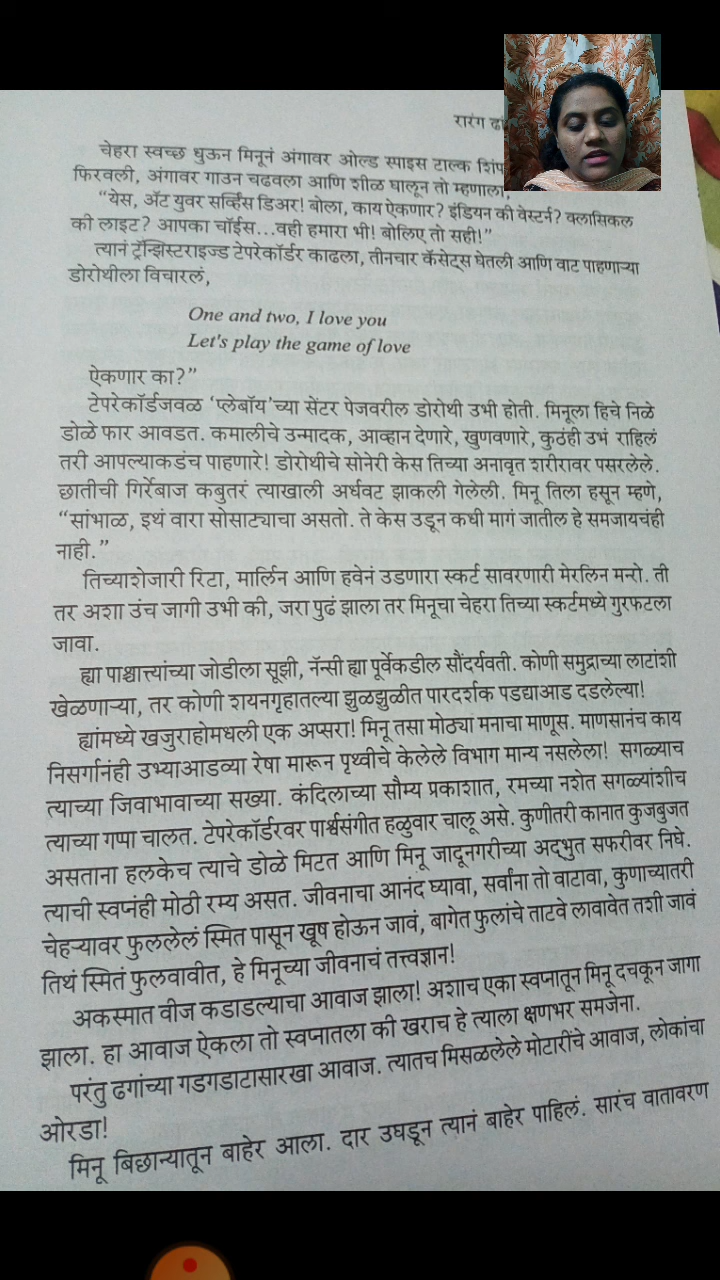 रारंग
चेहरा स्वच्छ धुऊन मिनूनं अंगावर ओल्ड स्पाइस टाल्क
फिरवली, अंगावर गाउन चढवला आणि शीळ घालून तो म्हणाला,
“येस, ॲट युवर सर्व्हिस डिअर! बोला, काय ऐकणार? इंडियन की वेस्टर्न? क्लासिकल
की लाइट? आपका चॉईस...वही हमारा भी! बोलिए तो सही!”
त्यानं ट्रॅन्झिस्टराइज्ड टेपरेकॉर्डर काढला, तीनचार कॅसेट्स घेतली आणि वाट पाहणाऱ्या
डोरोथीला विचारलं,
One and two, I love you
Let's play the game of love
ऐकणार का?”
टेपरेकॉर्डजवळ ‘प्लेबॉय’च्या सेंटर पेजवरील डोरोथी उभी होती. मिनूला हिचे निळे
डोळे फार आवडत. कमालीचे उन्मादक, आव्हान देणारे, खुणवणारे, कुठंही उभं राहिलं
तरी आपल्याकडंच पाहणारे! डोरोथीचे सोनेरी केस तिच्या अनावृत शरीरावर पसरलेले.
छातीची गिर्रेबाज कबुतरं त्याखाली अर्धवट झाकली गेलेली. मिनू तिला हसून म्हणे,
“सांभाळ, इथं वारा सोसाट्याचा असतो. ते केस उडून कधी मागं जातील हे समजायचंही
नाही.”
तिच्याशेजारी रिटा, मार्लिन आणि हवेनं उडणारा स्कर्ट सावरणारी मेरलिन मन्रो. ती
तर अशा उंच जागी उभी की, जरा पुढं झाला तर मिनूचा चेहरा तिच्या स्कर्टमध्ये गुरफटला
जावा.
ह्या पाश्चात्त्यांच्या जोडीला सूझी, नॅन्सी ह्या पूर्वेकडील सौंदर्यवती. कोणी समुद्राच्या लाटांशी
खेळणाऱ्या, तर कोणी शयनगृहातल्या झुळझुळीत पारदर्शक पडद्याआड दडलेल्या!
ह्यांमध्ये खजुराहोमधली एक अप्सरा! मिनू तसा मोठ्या मनाचा माणूस. माणसानंच काय
निसर्गानंही उभ्याआडव्या रेषा मारून पृथ्वीचे केलेले विभाग मान्य नसलेला! सगळ्याच
त्याच्या जिवाभावाच्या सख्या. कंदिलाच्या सौम्य प्रकाशात, रमच्या नशेत सगळ्यांशीच
त्याच्या गप्पा चालत. टेपरेकॉर्डरवर पार्श्वसंगीत हळुवार चालू असे. कुणीतरी कानात कुजबुजत
असताना हलकेच त्याचे डोळे मिटत आणि मिनू जादूनगरीच्या अद्‌भुत सफरीवर निघे.
त्याची स्वप्नंही मोठी रम्य असत. जीवनाचा आनंद घ्यावा, सर्वांना तो वाटावा, कुणाच्यातरी
चेहऱ्यावर फुललेलं स्मित पासून खूष होऊन जावं, बागेत फुलांचे ताटवे लावावेत तशी जावं
तिथं स्मितं फुलवावीत, हे मिनूच्या जीवनाचं तत्त्वज्ञान!
अकस्मात वीज कडाडल्याचा आवाज झाला! अशाच एका स्वप्नातून मिनू दचकून जागा
झाला. हा आवाज ऐकला तो स्वप्नातला की खराच हे त्याला क्षणभर समजेना.
परंतु ढगांच्या गडगडाटासारखा आवाज. त्यातच मिसळलेले मोटारींचे आवाज, लोकांचा
ओरडा!
मिनू बिछान्यातून बाहेर आला. दार उघडून त्यानं बाहेर पाहिलं. सारंच वातावरण